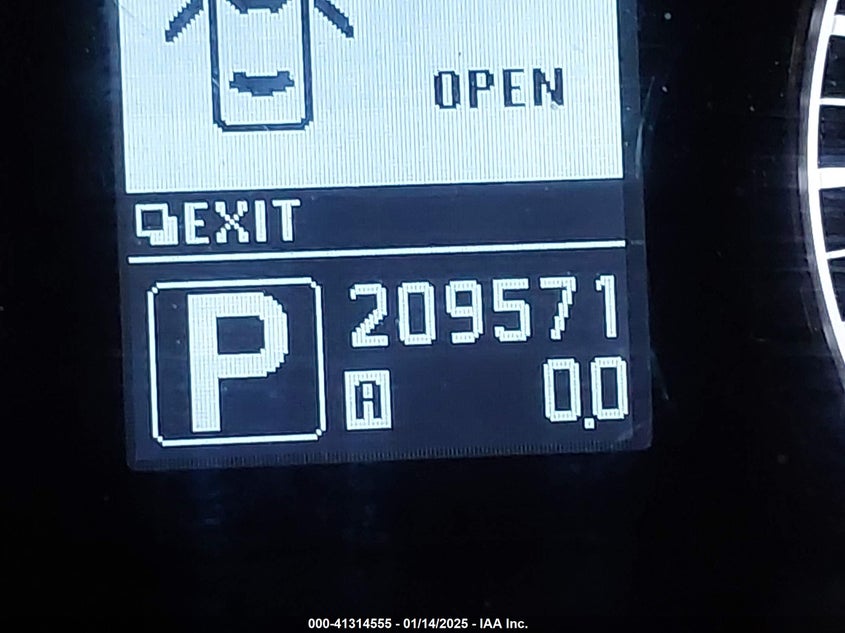 OPEN
EXIT
P
209571
A 0.0
000-41314555 - 01/14/2025 - IAA Inc.